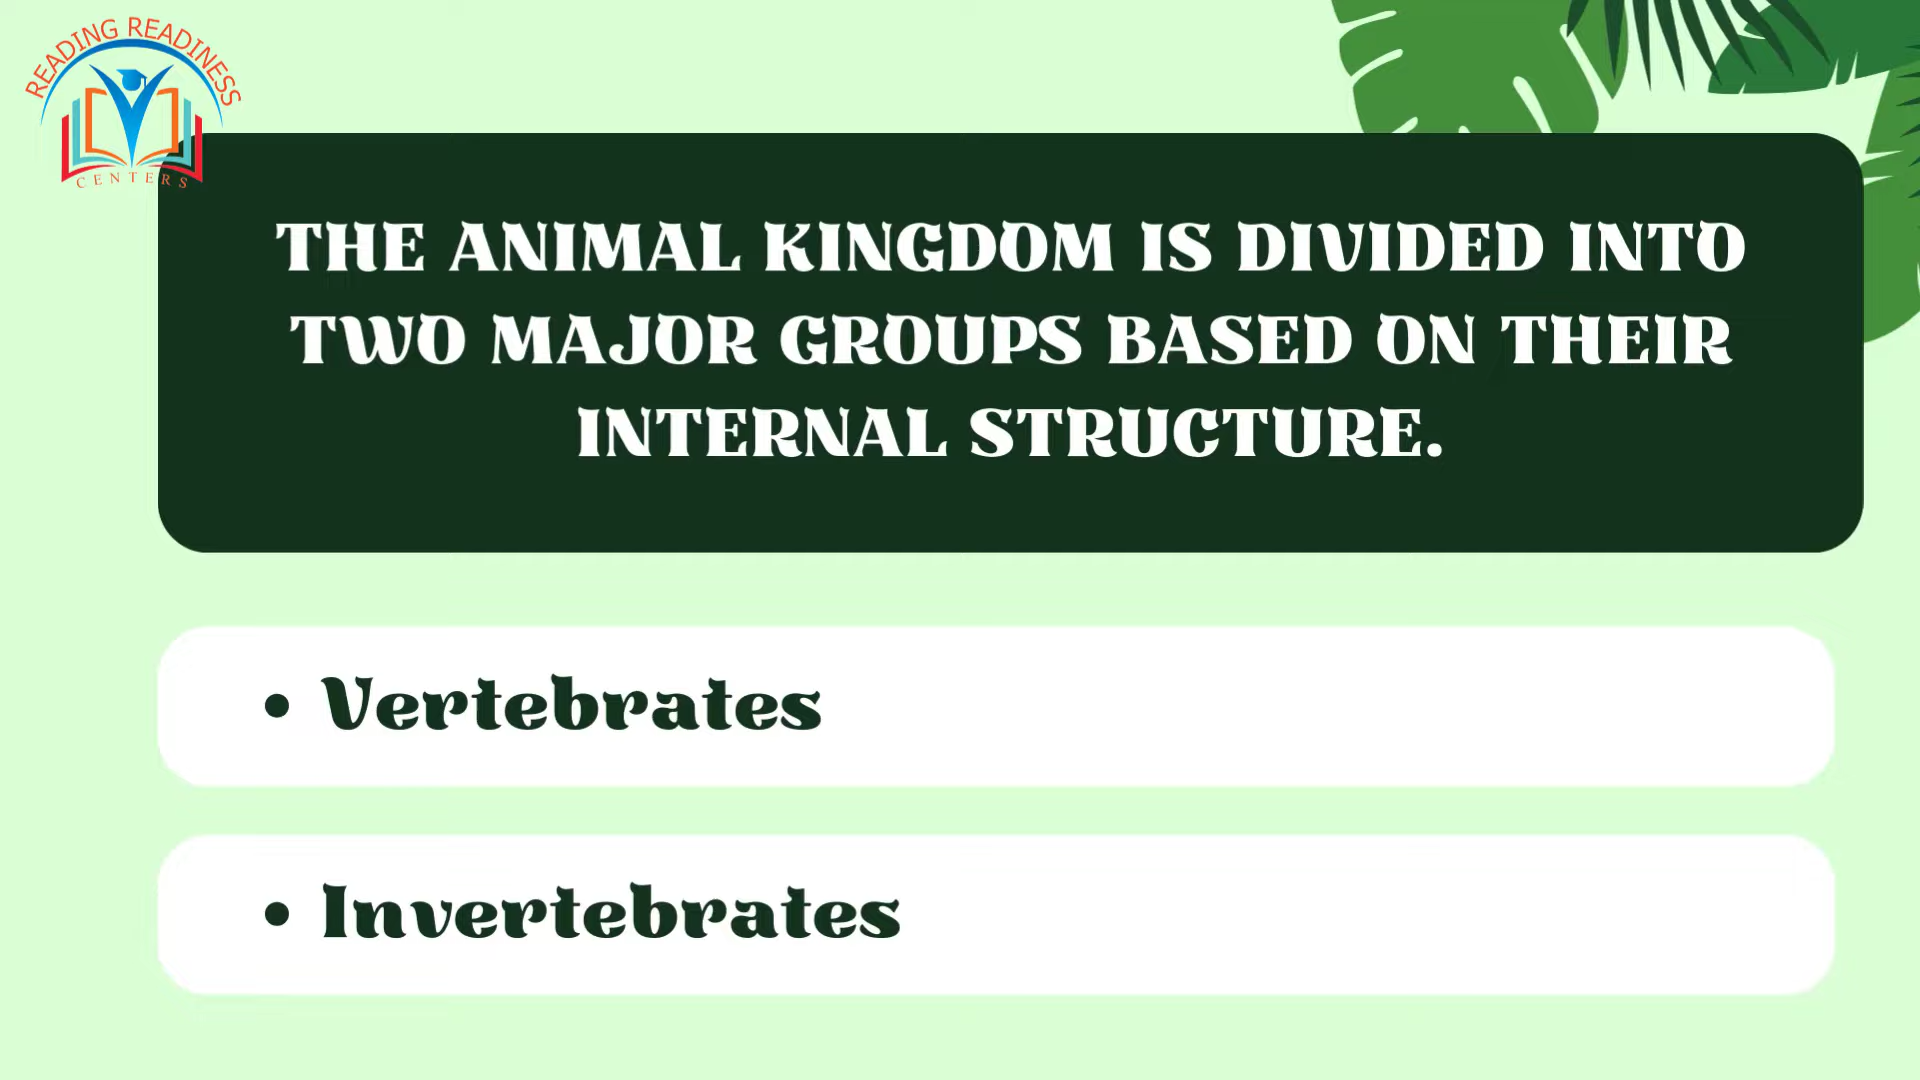 READING READINESS
CENTERS
THE ANIMAL KINGDOM IS DIVIDED INTO
TWO MAJOR GROUPS BASED ON THEIR
INTERNAL STRUCTURE.
• Vertebrates
• Invertebrates